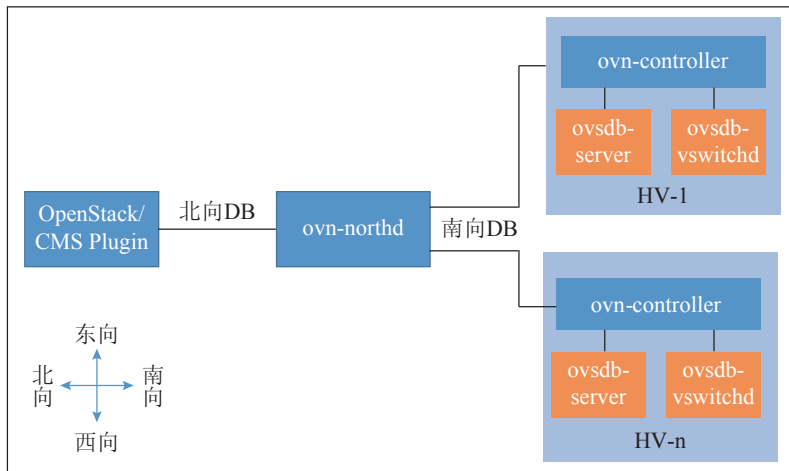 ovn-controller
ovsdb-
server
ovsdb-
vswitchd
HV-1
OpenStack/
CMS Plugin
北向DB
ovn-northd
南向DB
ovn-controller
ovsdb-
server
ovsdb-
vswitchd
HV-n
东向
北
向
南
向
西向